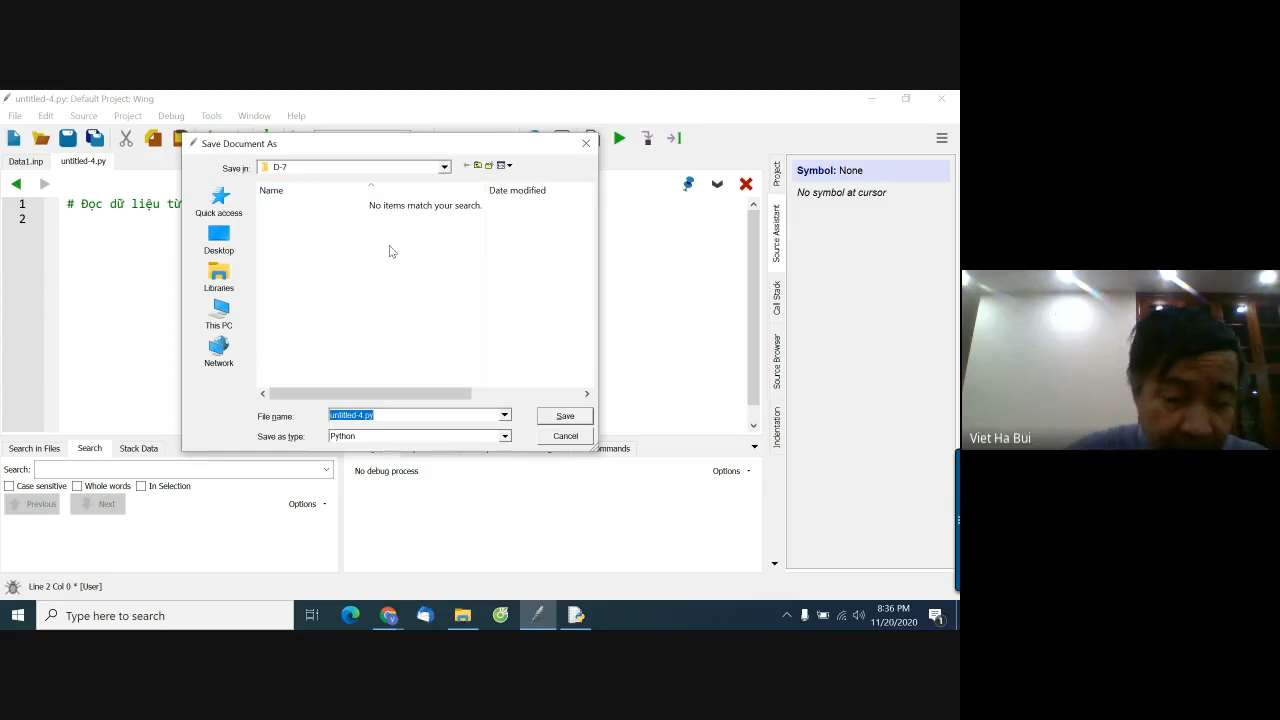 untitled-4.py: Default Project: Wing
File Edit Source Project Debug Tools Window Help
Save Document As
Data1.inp untitled-4.py
Save in: D-7
Name Date modified
No items match your search.
Quick access
Desktop
Libraries
This PC
Network
File name: untitled-4.py Save
Save as type: Python Cancel
1 # Đọc dữ liệu từ
2
Project
Source Assistant
Call Stack
Source Browser
Indentation
Symbol: None
No symbol at cursor
Search in Files Search Stack Data
Search:
Case sensitive Whole words In Selection
Previous Next Options
ommands
No debug process Options
Line 2 Col 0 * [User]
Type here to search
8:36 PM
11/20/2020
1
Viet Ha Bui